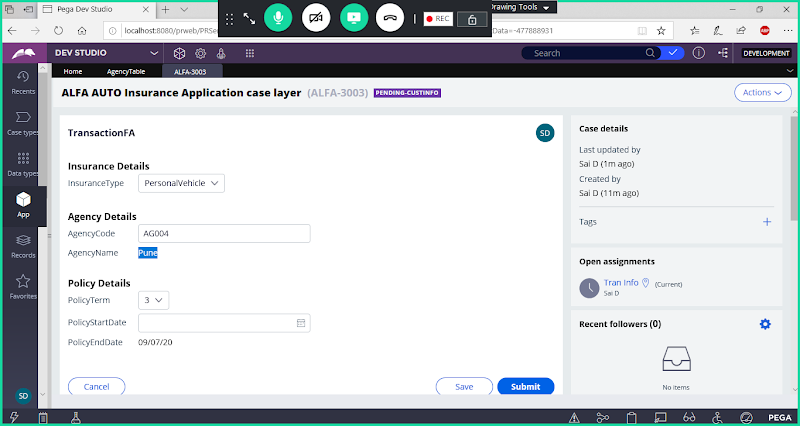 Pega Dev Studio
REC
Drawing Tools
localhost:8080/prweb/PRSer
Data=-477888931
ABP
DEV STUDIO
Search
DEVELOPMENT
Home
AgencyTable
ALFA-3003
Recents
Case types
Data types
App
Records
Favorites
SD
ALFA AUTO Insurance Application case layer (ALFA-3003) PENDING-CUSTINFO
Actions
TransactionFA
SD
Insurance Details
InsuranceType PersonalVehicle
Agency Details
AgencyCode AG004
AgencyName Pune
Policy Details
PolicyTerm 3
PolicyStartDate
PolicyEndDate 09/07/20
Cancel
Save
Submit
Case details
Last updated by
Sai D (1m ago)
Created by
Sai D (11m ago)
Tags
Open assignments
Tran Info (Current)
Sai D
Recent followers (0)
No items
PEGA